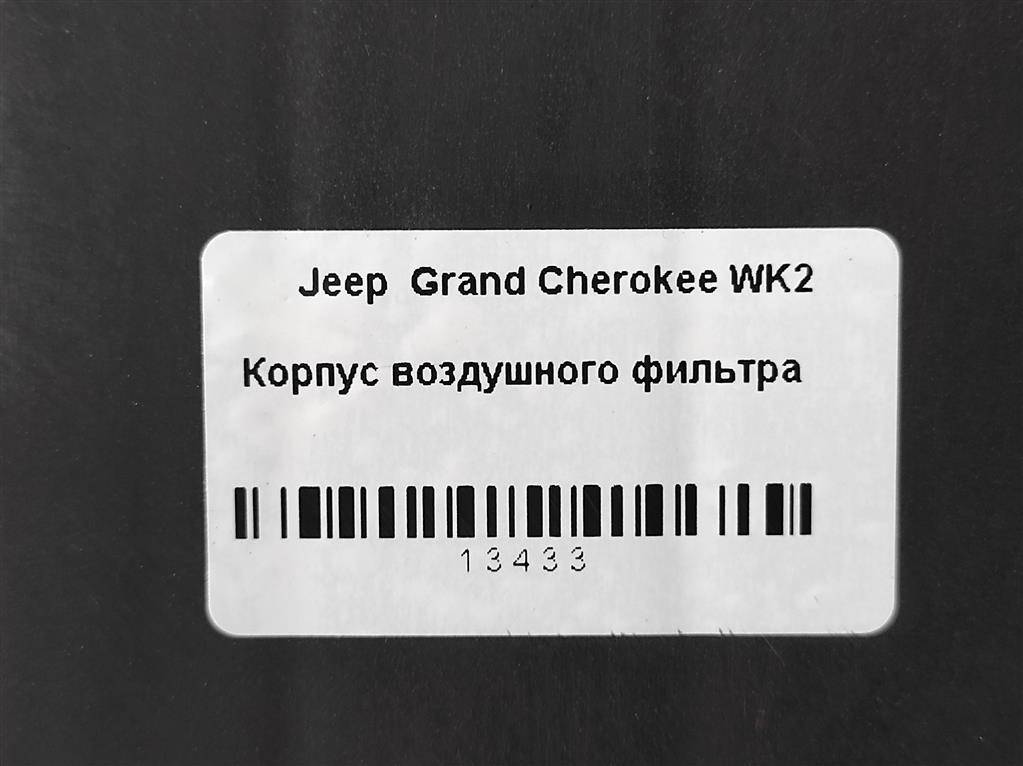 Jeep Grand Cherokee WK2
Корпус воздушного фильтра
13433